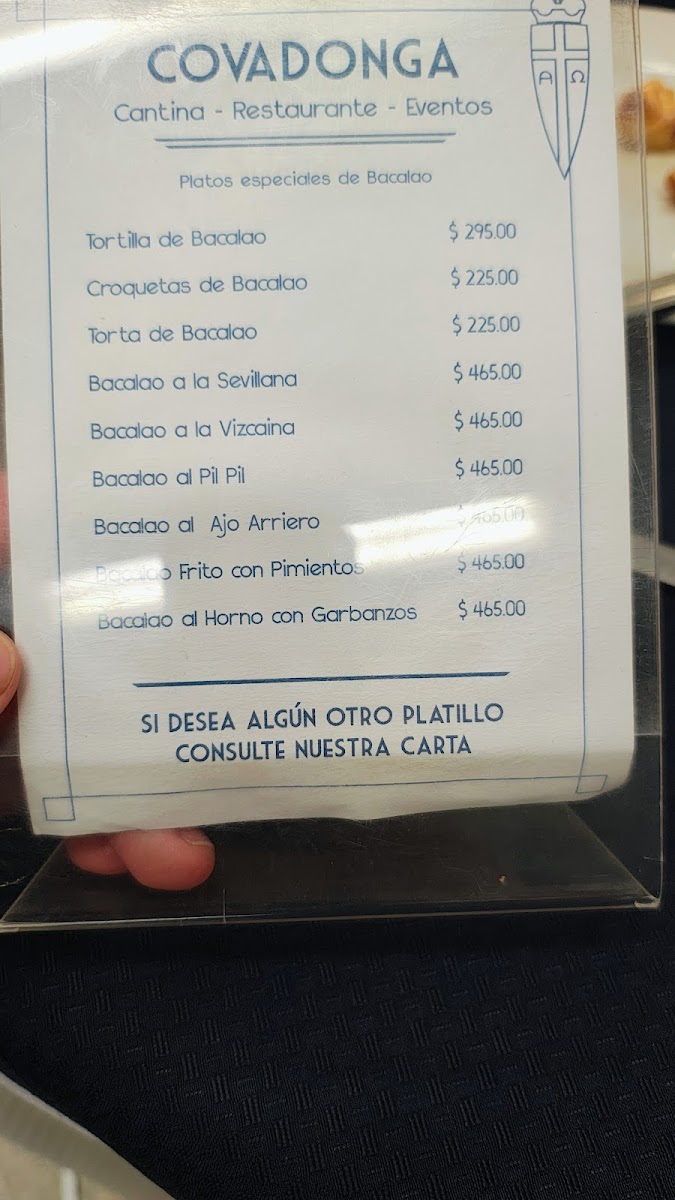 COVADONGA
Cantina - Restaurante - Eventos
Α Ω
Platos especiales de Bacalao
Tortilla de Bacalao $ 295.00
Croquetas de Bacalao $ 225.00
Torta de Bacalao $ 225.00
Bacalao a la Sevillana $ 465.00
Bacalao a la Vizcaina $ 465.00
Bacalao al Pil Pil $ 465.00
Bacalao al Ajo Arriero $ 465.00
Bacalao Frito con Pimientos $ 465.00
Bacalao al Horno con Garbanzos $ 465.00
SI DESEA ALGÚN OTRO PLATILLO
CONSULTE NUESTRA CARTA